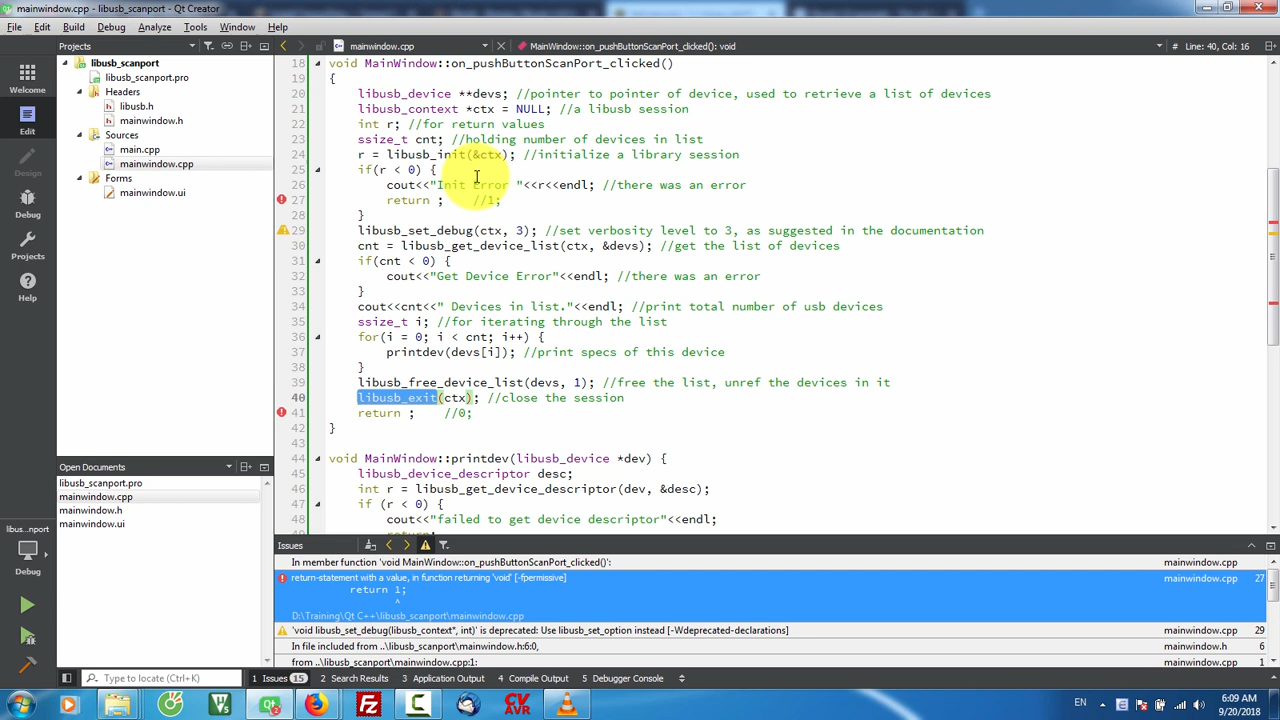 mainwindow.cpp - libusb_scanport - Qt Creator
File Edit Build Debug Analyze Tools Window Help
Projects
mainwindow.cpp
MainWindow::on_pushButtonScanPort_clicked(): void
# Line: 40, Col: 16
Welcome
Edit
Design
Debug
Projects
Help
libus...nport
Debug
libusb_scanport
libusb_scanport.pro
Headers
libusb.h
mainwindow.h
Sources
main.cpp
mainwindow.cpp
Forms
mainwindow.ui
Open Documents
libusb_scanport.pro
mainwindow.cpp
mainwindow.h
mainwindow.ui
18 void MainWindow::on_pushButtonScanPort_clicked()
19 {
20 libusb_device **devs; //pointer to pointer of device, used to retrieve a list of devices
21 libusb_context *ctx = NULL; //a libusb session
22 int r; //for return values
23 ssize_t cnt; //holding number of devices in list
24 r = libusb_init(&ctx); //initialize a library session
25 if(r < 0) {
26 cout<<"Init Error "<<r<<endl; //there was an error
27 return ; //1;
28 }
29 libusb_set_debug(ctx, 3); //set verbosity level to 3, as suggested in the documentation
30 cnt = libusb_get_device_list(ctx, &devs); //get the list of devices
31 if(cnt < 0) {
32 cout<<"Get Device Error"<<endl; //there was an error
33 }
34 cout<<cnt<<" Devices in list."<<endl; //print total number of usb devices
35 ssize_t i; //for iterating through the list
36 for(i = 0; i < cnt; i++) {
37 printdev(devs[i]); //print specs of this device
38 }
39 libusb_free_device_list(devs, 1); //free the list, unref the devices in it
40 libusb_exit(ctx); //close the session
41 return ; //0;
42 }
43
44 void MainWindow::printdev(libusb_device *dev) {
45 libusb_device_descriptor desc;
46 int r = libusb_get_device_descriptor(dev, &desc);
47 if (r < 0) {
48 cout<<"failed to get device descriptor"<<endl;
return;
Issues
In member function 'void MainWindow::on_pushButtonScanPort_clicked()': mainwindow.cpp
return-statement with a value, in function returning 'void' [-fpermissive] mainwindow.cpp 27
return 1;
^
D:\Training\Qt C++\libusb_scanport\mainwindow.cpp
'void libusb_set_debug(libusb_context*, int)' is deprecated: Use libusb_set_option instead [-Wdeprecated-declarations] mainwindow.cpp 29
In file included from ..\libusb_scanport\mainwindow.h:6:0, mainwindow.h 6
from ..\libusb_scanport\mainwindow.cpp:1: mainwindow.cpp 1
Type to locate (Ctrl+K)
1 Issues 15 2 Search Results 3 Application Output 4 Compile Output 5 Debugger Console
CV AVR
EN
6:09 AM
9/20/2018